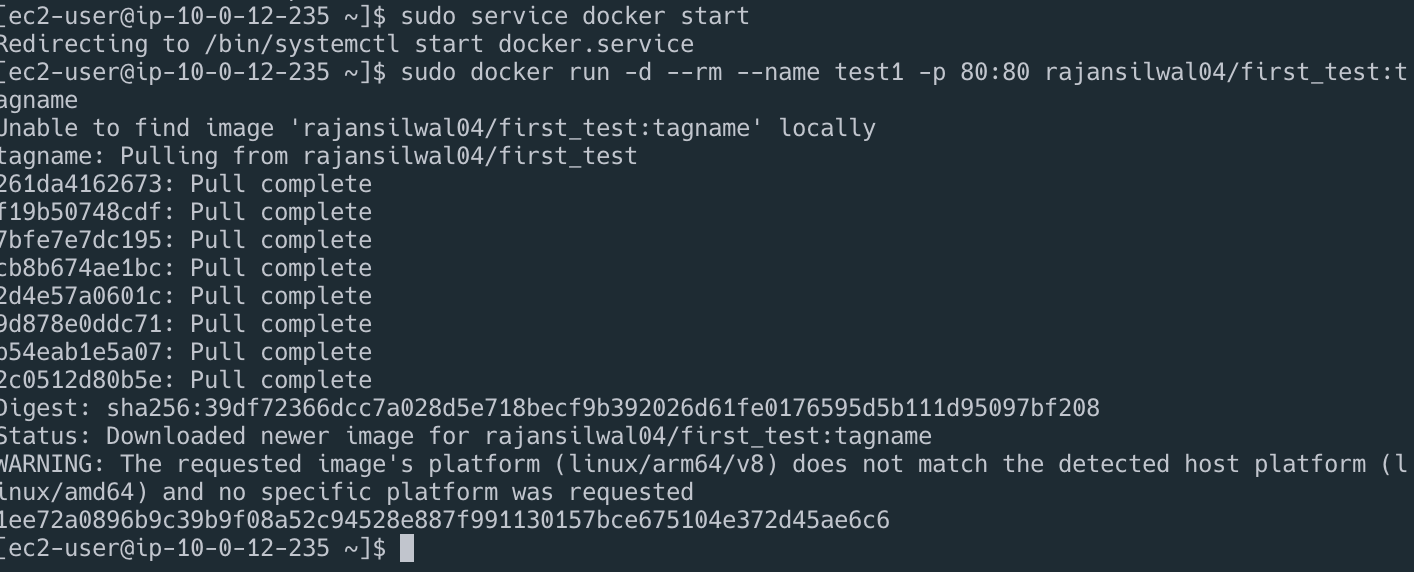 [ec2-user@ip-10-0-12-235 ~]$ sudo service docker start
Redirecting to /bin/systemctl start docker.service
[ec2-user@ip-10-0-12-235 ~]$ sudo docker run -d --rm --name test1 -p 80:80 rajansilwal04/first_test:t
agname
Unable to find image 'rajansilwal04/first_test:tagname' locally
tagname: Pulling from rajansilwal04/first_test
261da4162673: Pull complete
f19b50748cdf: Pull complete
7bfe7e7dc195: Pull complete
cb8b674ae1bc: Pull complete
2d4e57a0601c: Pull complete
9d878e0ddc71: Pull complete
b54eab1e5a07: Pull complete
2c0512d80b5e: Pull complete
Digest: sha256:39df72366dcc7a028d5e718becf9b392026d61fe0176595d5b111d95097bf208
Status: Downloaded newer image for rajansilwal04/first_test:tagname
WARNING: The requested image's platform (linux/arm64/v8) does not match the detected host platform (l
inux/amd64) and no specific platform was requested
1ee72a0896b9c39b9f08a52c94528e887f991130157bce675104e372d45ae6c6
[ec2-user@ip-10-0-12-235 ~]$